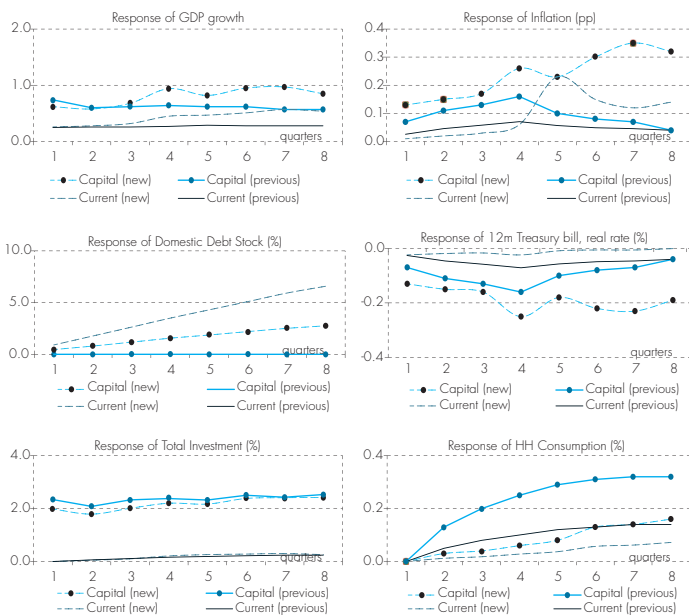 Response of GDP growth
2.0
1.0
0.0
quarters
1 2 3 4 5 6 7 8
Capital (new) Capital (previous)
Current (new) Current (previous)
Response of Inflation (pp)
0.4
0.3
0.2
0.1
0.0
quarters
1 2 3 4 5 6 7 8
Capital (new) Capital (previous)
Current (new) Current (previous)
Response of Domestic Debt Stock (%)
10.0
5.0
0.0
quarters
1 2 3 4 5 6 7 8
Capital (new) Capital (previous)
Current (new) Current (previous)
Response of 12m Treasury bill, real rate (%)
0.0
-0.2
-0.4
quarters
1 2 3 4 5 6 7 8
Capital (new) Capital (previous)
Current (new) Current (previous)
Response of Total Investment (%)
4.0
2.0
0.0
quarters
1 2 3 4 5 6 7 8
Capital (new) Capital (previous)
Current (new) Current (previous)
Response of HH Consumption (%)
0.4
0.2
0.0
quarters
1 2 3 4 5 6 7 8
Capital (new) Capital (previous)
Current (new) Current (previous)